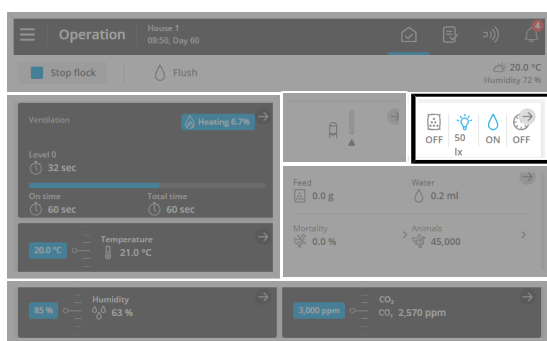 Operation
House 1
08:50, Day 60
4
Stop flock
Flush
20.0 °C
Humidity 72 %
Ventilation
Heating 6.7%
Level 0
32 sec
On time
Total time
60 sec
60 sec
20.0 °C
Temperature
21.0 °C
OFF
50
lx
ON
OFF
Feed
Water
0.0 g
0.2 ml
Mortality
Animals
0.0 %
45,000
85 %
Humidity
63 %
3,000 ppm
CO₂
CO₂ 2,570 ppm